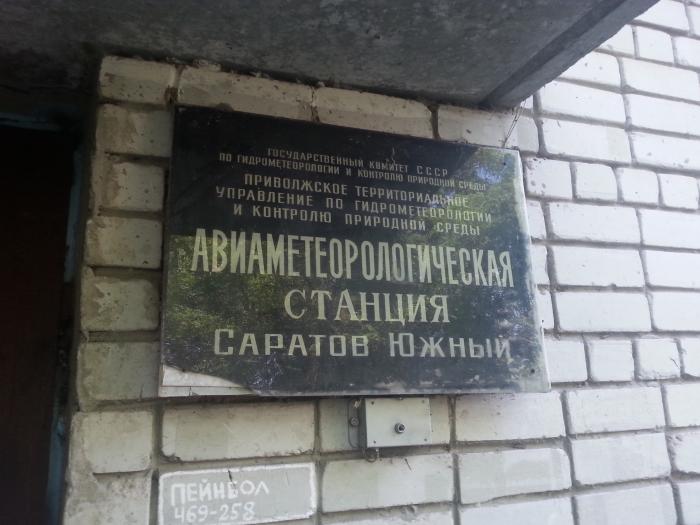 ГОСУДАРСТВЕННЫЙ КОМИТЕТ СССР
ПО ГИДРОМЕТЕОРОЛОГИИ И КОНТРОЛЮ ПРИРОДНОЙ СРЕДЫ
ПРИВОЛЖСКОЕ ТЕРРИТОРИАЛЬНОЕ
УПРАВЛЕНИЕ ПО ГИДРОМЕТЕОРОЛОГИИ
И КОНТРОЛЮ ПРИРОДНОЙ СРЕДЫ
АВИАМЕТЕОРОЛОГИЧЕСКАЯ
СТАНЦИЯ
САРАТОВ ЮЖНЫЙ
ПЕЙНБОЛ
469-258